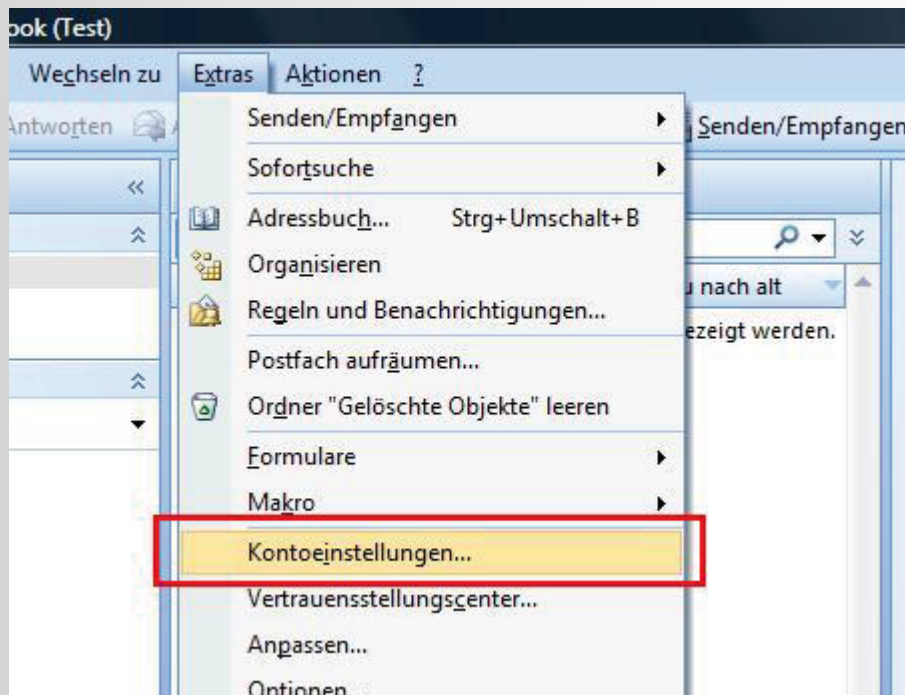 ook (Test)
Wechseln zu Extras Aktionen ?
Antworten Senden/Empfangen
Senden/Empfangen
Sofortsuche
Adressbuch... Strg+Umschalt+B
Organisieren
u nach alt
Regeln und Benachrichtigungen...
ezeigt werden.
Postfach aufräumen...
Ordner "Gelöschte Objekte" leeren
Formulare
Makro
Kontoeinstellungen...
Vertrauensstellungscenter...
Anpassen...
Optionen...